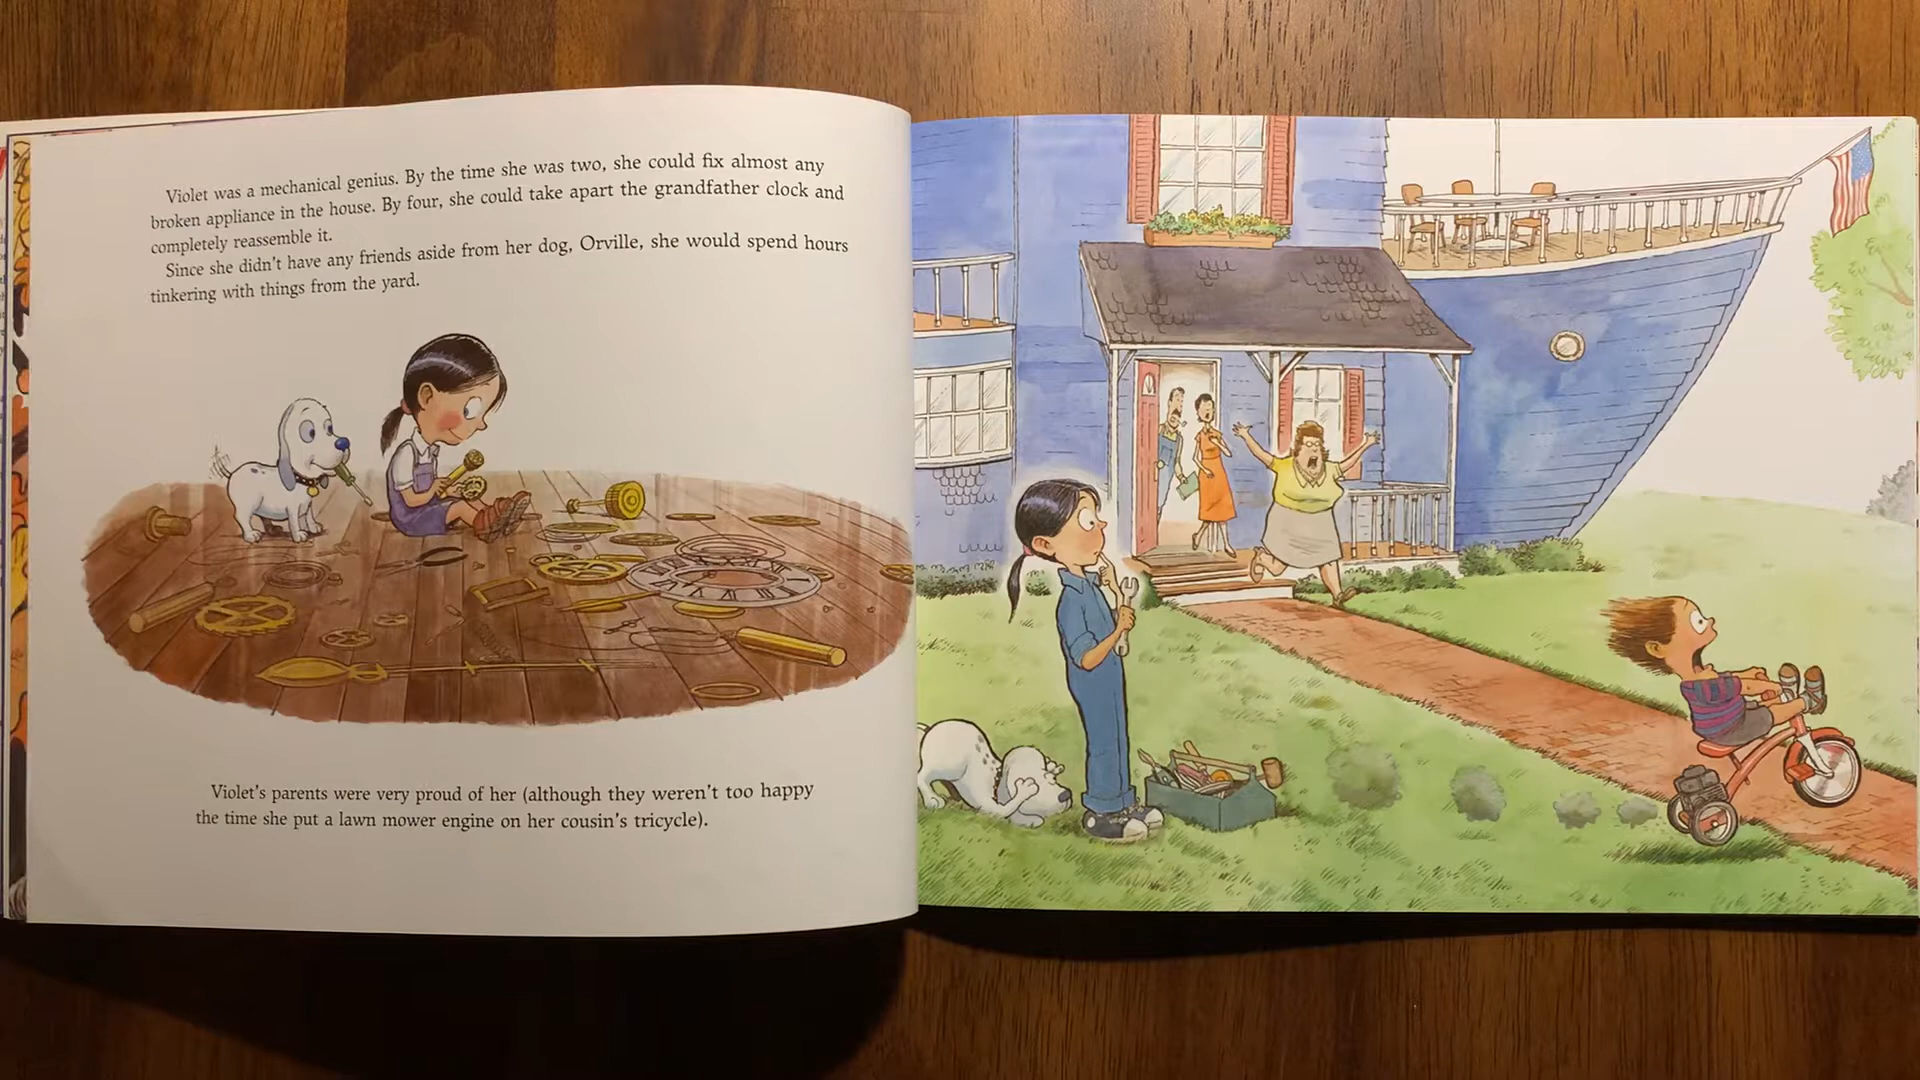 Violet was a mechanical genius. By the time she was two, she could fix almost any
broken appliance in the house. By four, she could take apart the grandfather clock and
completely reassemble it.
Since she didn't have any friends aside from her dog, Orville, she would spend hours
tinkering with things from the yard.
Violet's parents were very proud of her (although they weren't too happy
the time she put a lawn mower engine on her cousin's tricycle).